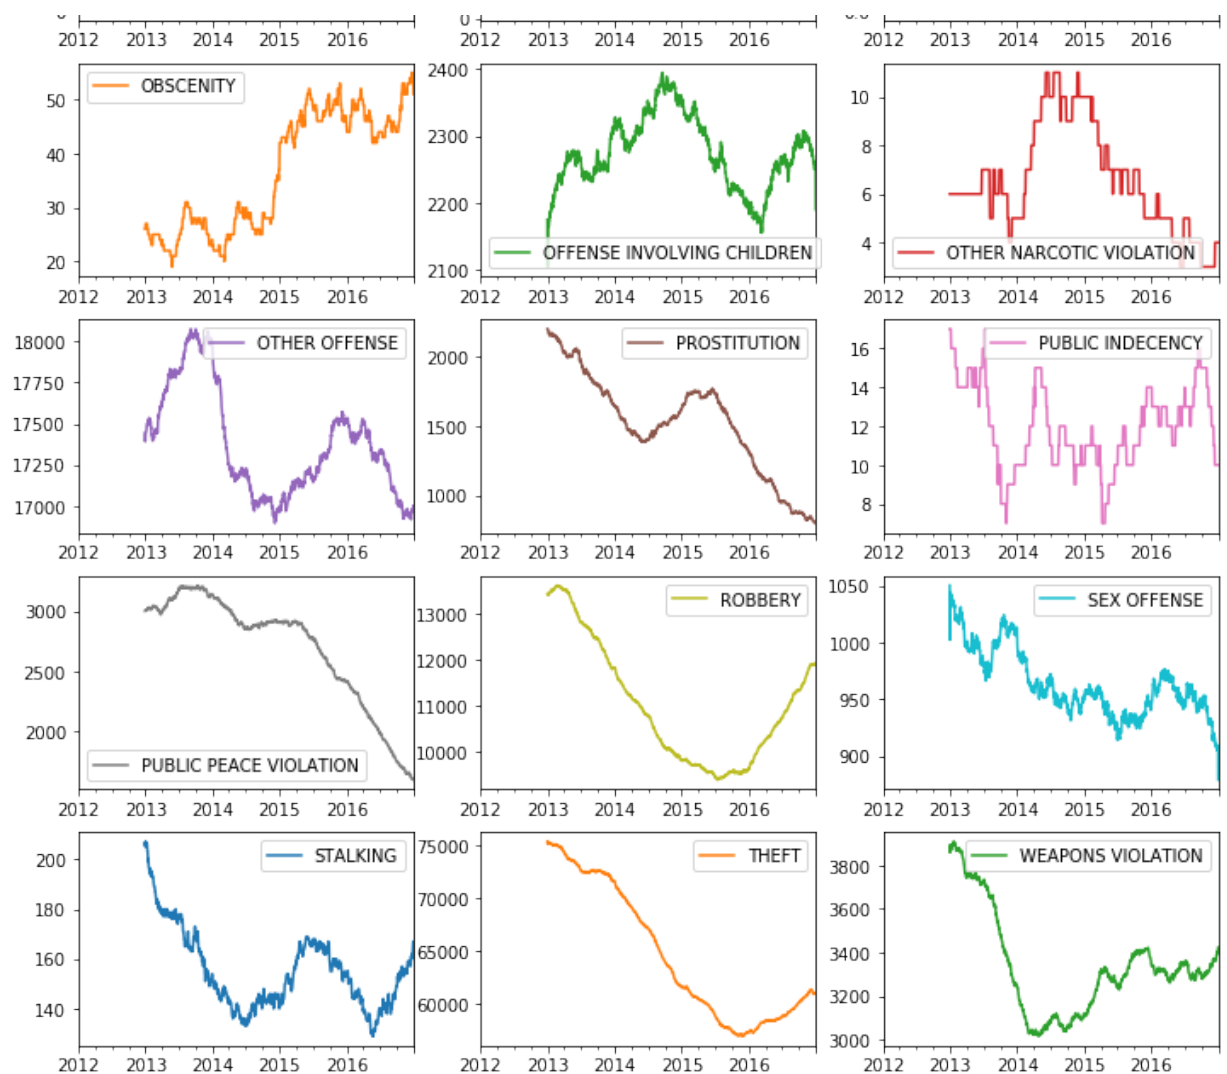 0 0 0.0
2012 2013 2014 2015 2016 2012 2013 2014 2015 2016 2012 2013 2014 2015 2016
OBSCENITY
50
40
30
20
2012 2013 2014 2015 2016
2400
2300
2200
2100
OFFENSE INVOLVING CHILDREN
2012 2013 2014 2015 2016
10
8
6
4
OTHER NARCOTIC VIOLATION
2012 2013 2014 2015 2016
OTHER OFFENSE
18000
17750
17500
17250
17000
2012 2013 2014 2015 2016
PROSTITUTION
2000
1500
1000
2012 2013 2014 2015 2016
PUBLIC INDECENCY
16
14
12
10
8
2012 2013 2014 2015 2016
3000
2500
2000
PUBLIC PEACE VIOLATION
2012 2013 2014 2015 2016
ROBBERY
13000
12000
11000
10000
2012 2013 2014 2015 2016
1050
SEX OFFENSE
1000
950
900
2012 2013 2014 2015 2016
STALKING
200
180
160
140
2012 2013 2014 2015 2016
75000
THEFT
70000
65000
60000
2012 2013 2014 2015 2016
WEAPONS VIOLATION
3800
3600
3400
3200
3000
2012 2013 2014 2015 2016